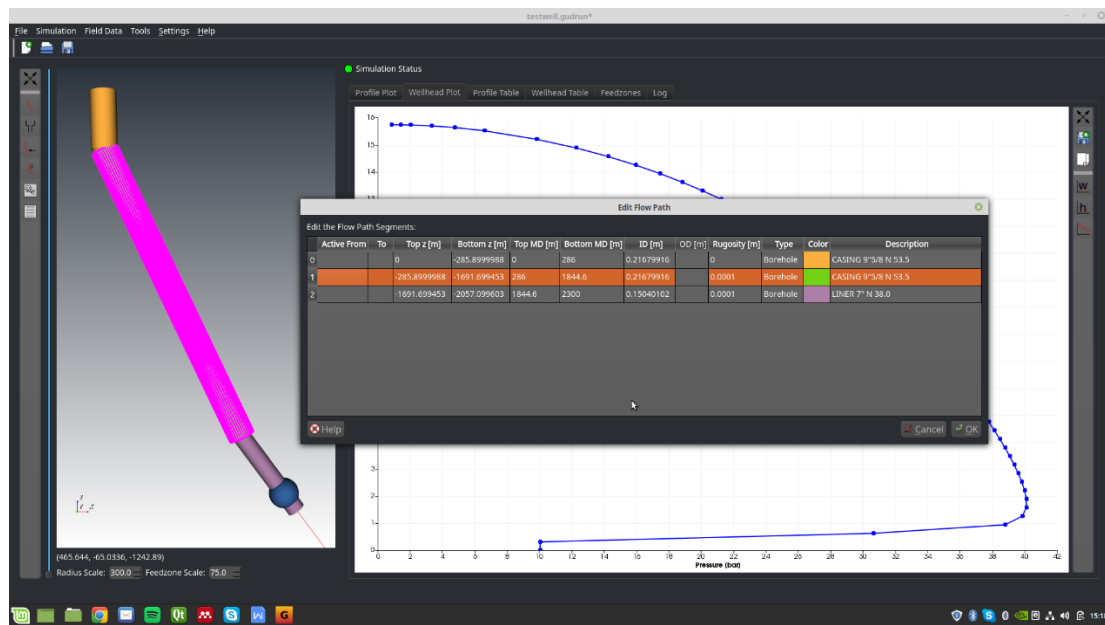 testwell.gudrun*
File Simulation Field Data Tools Settings Help
Simulation Status
Profile Plot Wellhead Plot Profile Table Wellhead Table Feedzones Log
16
15
14
13
Edit Flow Path
Edit the Flow Path Segments:
Active From To Top z [m] Bottom z [m] Top MD [m] Bottom MD [m] ID [m] OD [m] Rugosity [m] Type Color Description
0 0 -285.8999988 0 286 0.21679916 0 Borehole CASING 9"5/8 N 53.5
1 -285.8999988 -1691.699453 286 1844.6 0.21679916 0.0001 Borehole CASING 9"5/8 N 53.5
2 -1691.699453 -2057.099603 1844.6 2300 0.15040102 0.0001 Borehole LINER 7" N 38.0
Help Cancel OK
3
2
1
0
0 2 4 6 8 10 12 14 16 18 20 22 24 26 28 30 32 34 36 38 40 42
Pressure (bar)
(465.644, -65.0336, -1242.89)
Radius Scale: 300.0 Feedzone Scale: 75.0
w
h
Qt
S
W
G